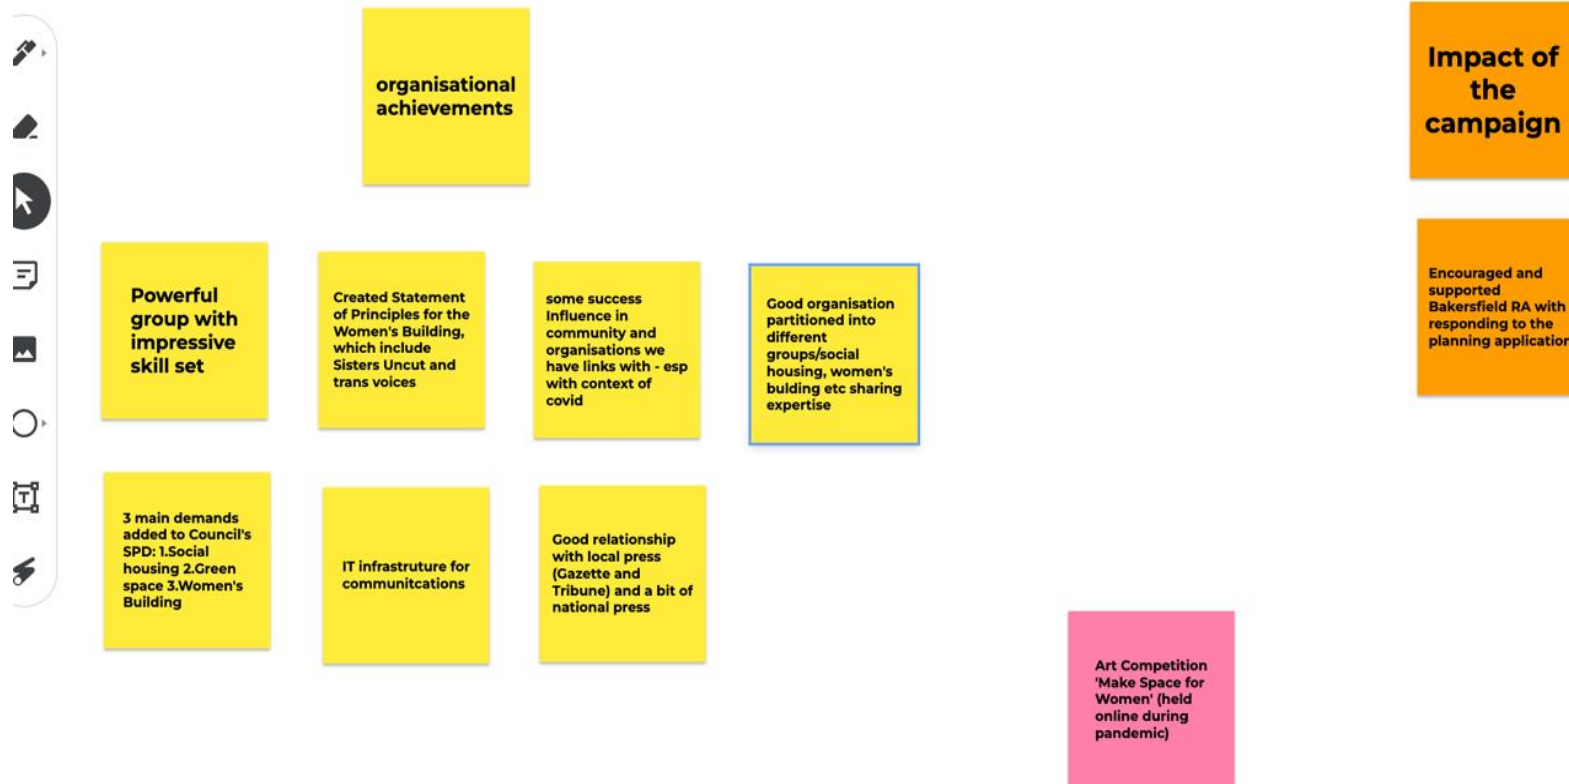 organisational
achievements
Impact of
the
campaign
Powerful
group with
impressive
skill set
Created Statement
of Principles for the
Women's Building,
which include
Sisters Uncut and
trans voices
some success
Influence in
community and
organisations we
have links with - esp
with context of
covid
Good organisation
partitioned into
different
groups/social
housing, women's
bulding etc sharing
expertise
Encouraged and
supported
Bakersfield RA with
responding to the
planning application
3 main demands
added to Council's
SPD: 1.Social
housing 2.Green
space 3.Women's
Building
IT infrastruture for
communitcations
Good relationship
with local press
(Gazette and
Tribune) and a bit of
national press
Art Competition
'Make Space for
Women' (held
online during
pandemic)